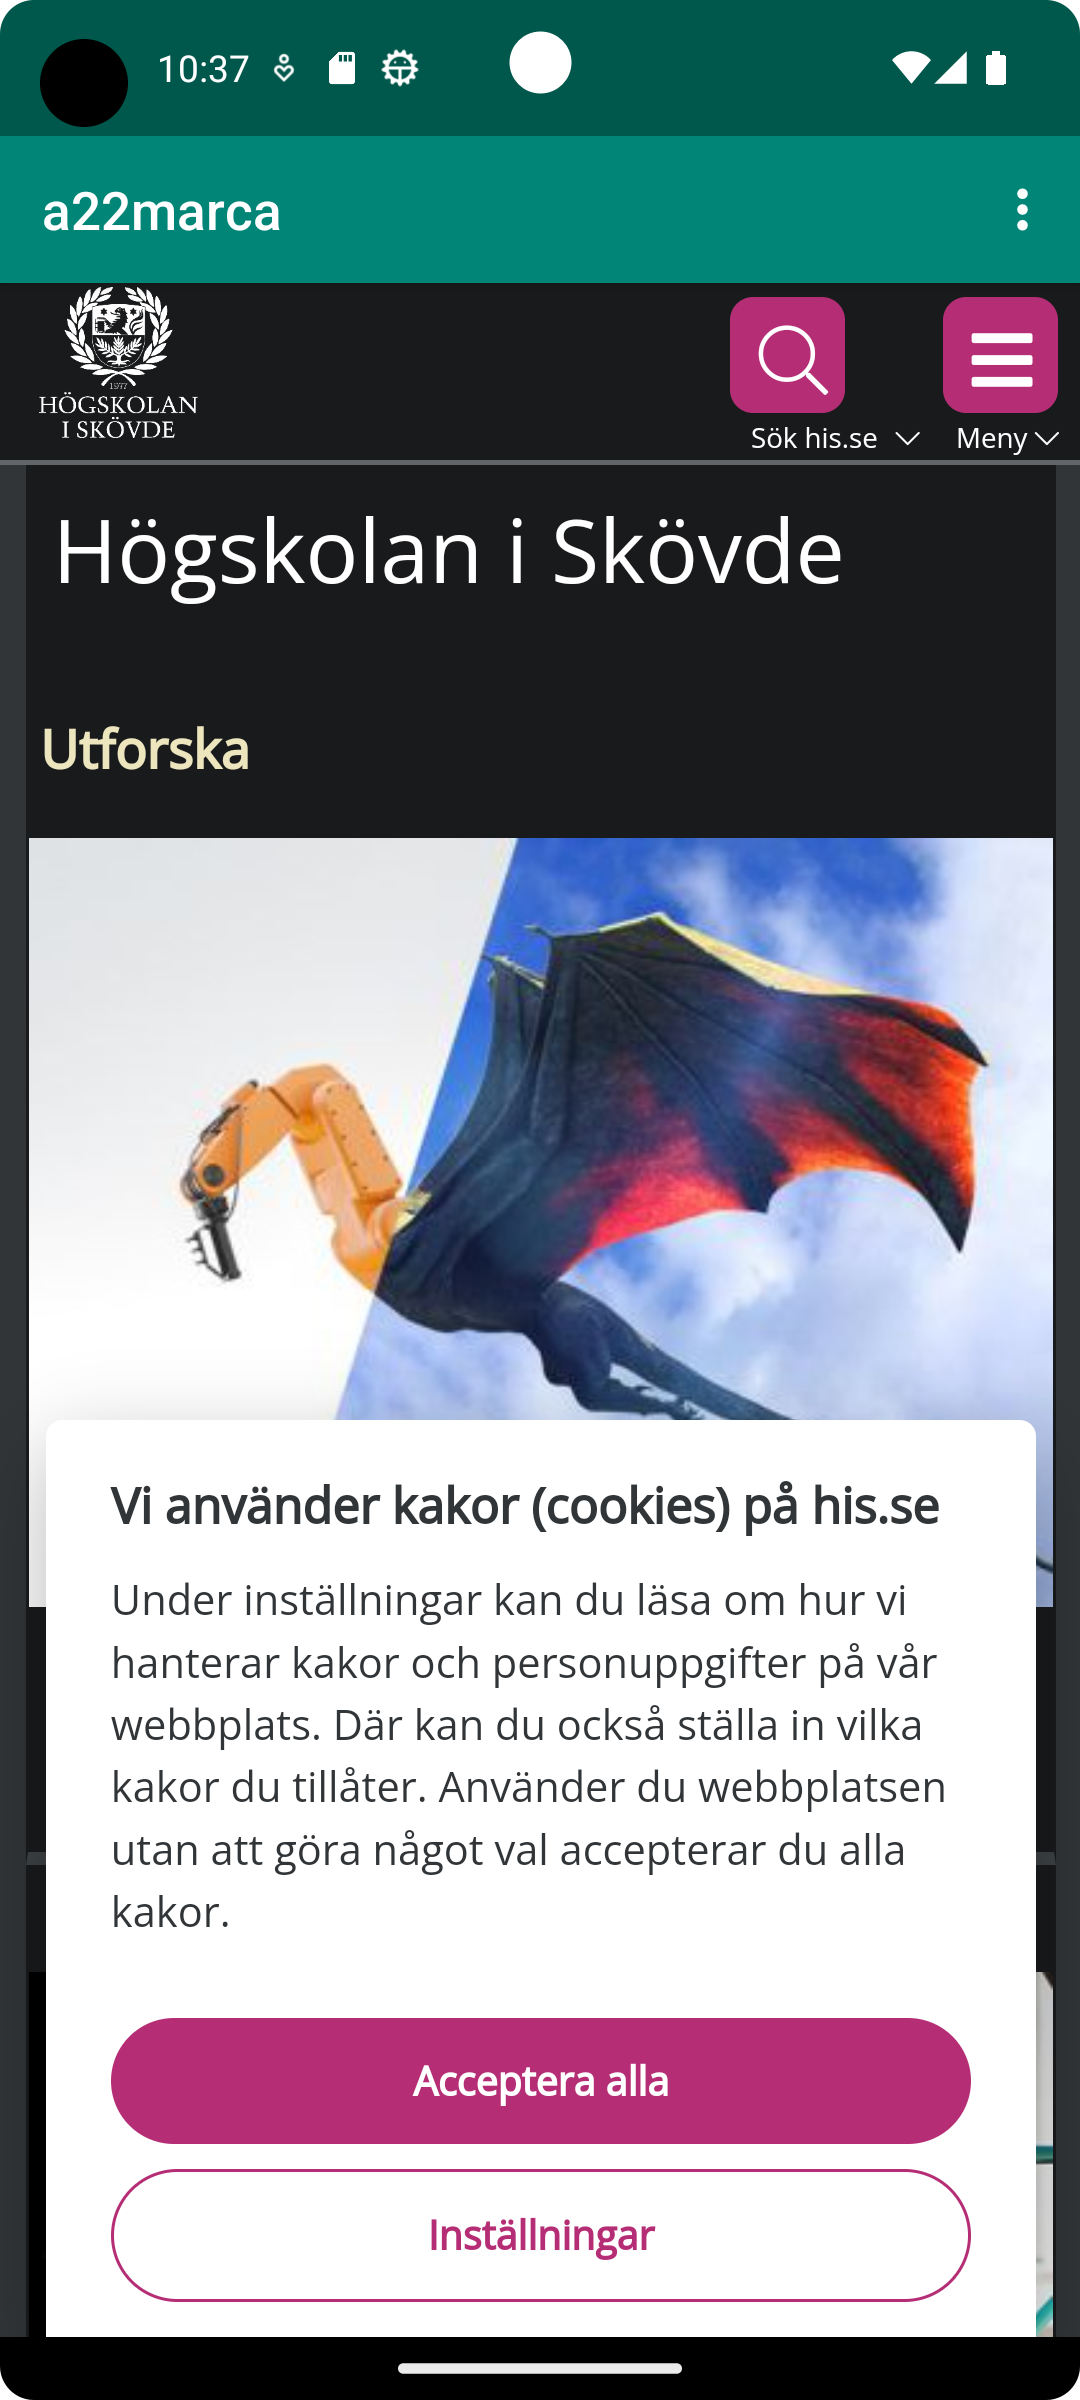 10:37
a22marca
1977
HÖGSKOLAN
I SKÖVDE
Sök his.se
Meny
Högskolan i Skövde
Utforska
Vi använder kakor (cookies) på his.se
Under inställningar kan du läsa om hur vi
hanterar kakor och personuppgifter på vår
webbplats. Där kan du också ställa in vilka
kakor du tillåter. Använder du webbplatsen
utan att göra något val accepterar du alla
kakor.
Acceptera alla
Inställningar